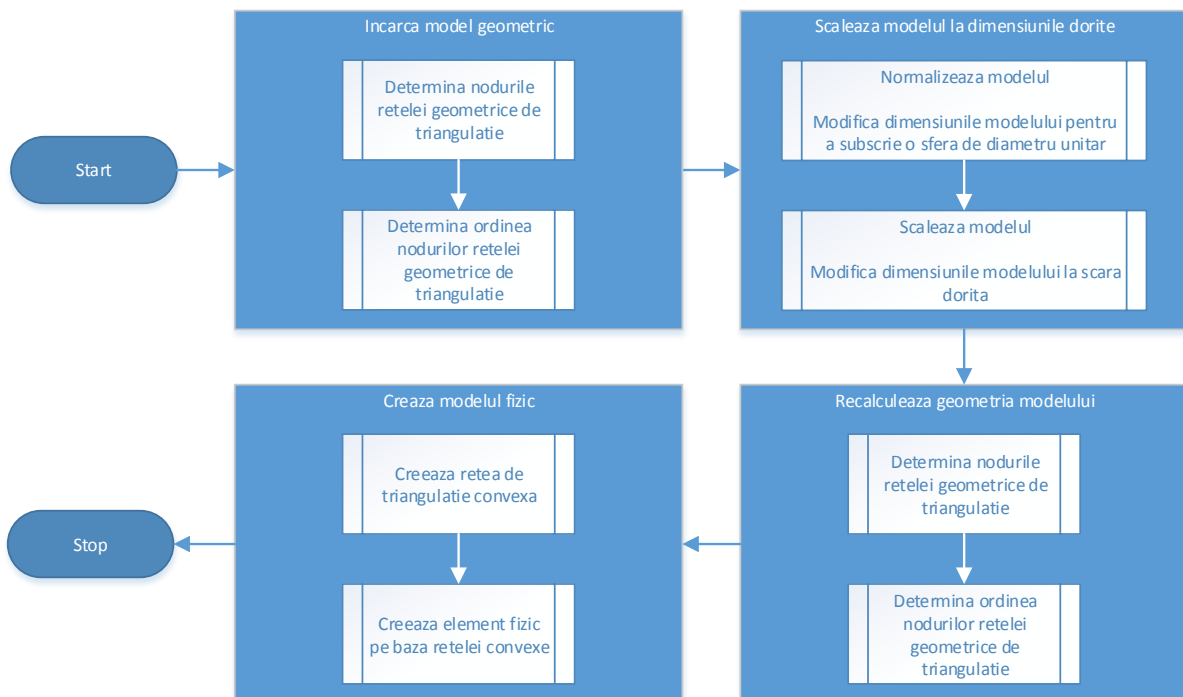 Start
Incarca model geometric
Determina nodurile
retelei geometrice de
triangulatie
Determina ordinea
nodurilor retelei
geometrice de
triangulatie
Scaleaza modelul la dimensiunile dorite
Normalizeaza modelul
Modifica dimensiunile modelului pentru
a subscrie o sfera de diametru unitar
Scaleaza modelul
Modifica dimensiunile modelului la scara
dorita
Recalculeaza geometria modelului
Determina nodurile
retelei geometrice de
triangulatie
Determina ordinea
nodurilor retelei
geometrice de
triangulatie
Creaza modelul fizic
Creeaza retea de
triangulatie convexa
Creeaza element fizic
pe baza retelei convexe
Stop